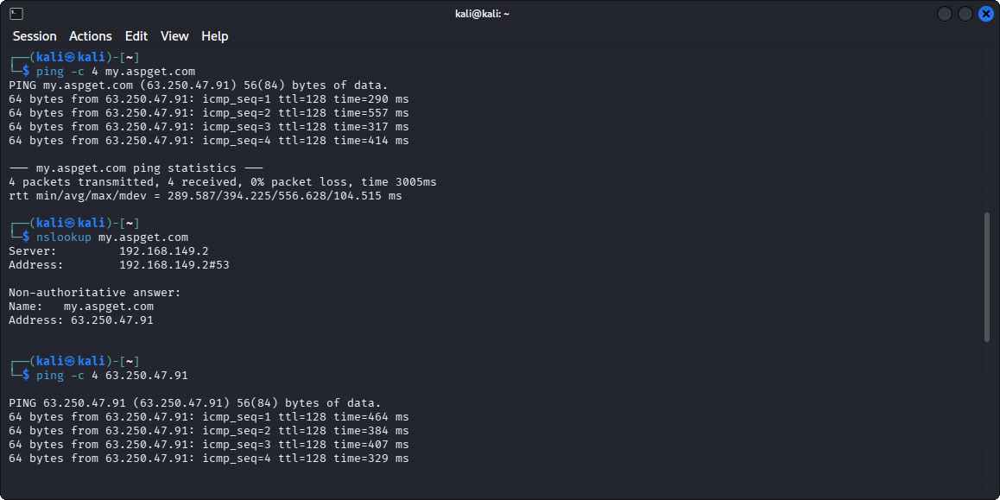 kali@kali: ~
Session Actions Edit View Help
┌──(kali㉿kali)-[~]
└─$ ping -c 4 my.aspget.com
PING my.aspget.com (63.250.47.91) 56(84) bytes of data.
64 bytes from 63.250.47.91: icmp_seq=1 ttl=128 time=290 ms
64 bytes from 63.250.47.91: icmp_seq=2 ttl=128 time=557 ms
64 bytes from 63.250.47.91: icmp_seq=3 ttl=128 time=317 ms
64 bytes from 63.250.47.91: icmp_seq=4 ttl=128 time=414 ms
--- my.aspget.com ping statistics ---
4 packets transmitted, 4 received, 0% packet loss, time 3005ms
rtt min/avg/max/mdev = 289.587/394.225/556.628/104.515 ms
┌──(kali㉿kali)-[~]
└─$ nslookup my.aspget.com
Server:         192.168.149.2
Address:        192.168.149.2#53
Non-authoritative answer:
Name:   my.aspget.com
Address: 63.250.47.91
┌──(kali㉿kali)-[~]
└─$ ping -c 4 63.250.47.91
PING 63.250.47.91 (63.250.47.91) 56(84) bytes of data.
64 bytes from 63.250.47.91: icmp_seq=1 ttl=128 time=464 ms
64 bytes from 63.250.47.91: icmp_seq=2 ttl=128 time=384 ms
64 bytes from 63.250.47.91: icmp_seq=3 ttl=128 time=407 ms
64 bytes from 63.250.47.91: icmp_seq=4 ttl=128 time=329 ms